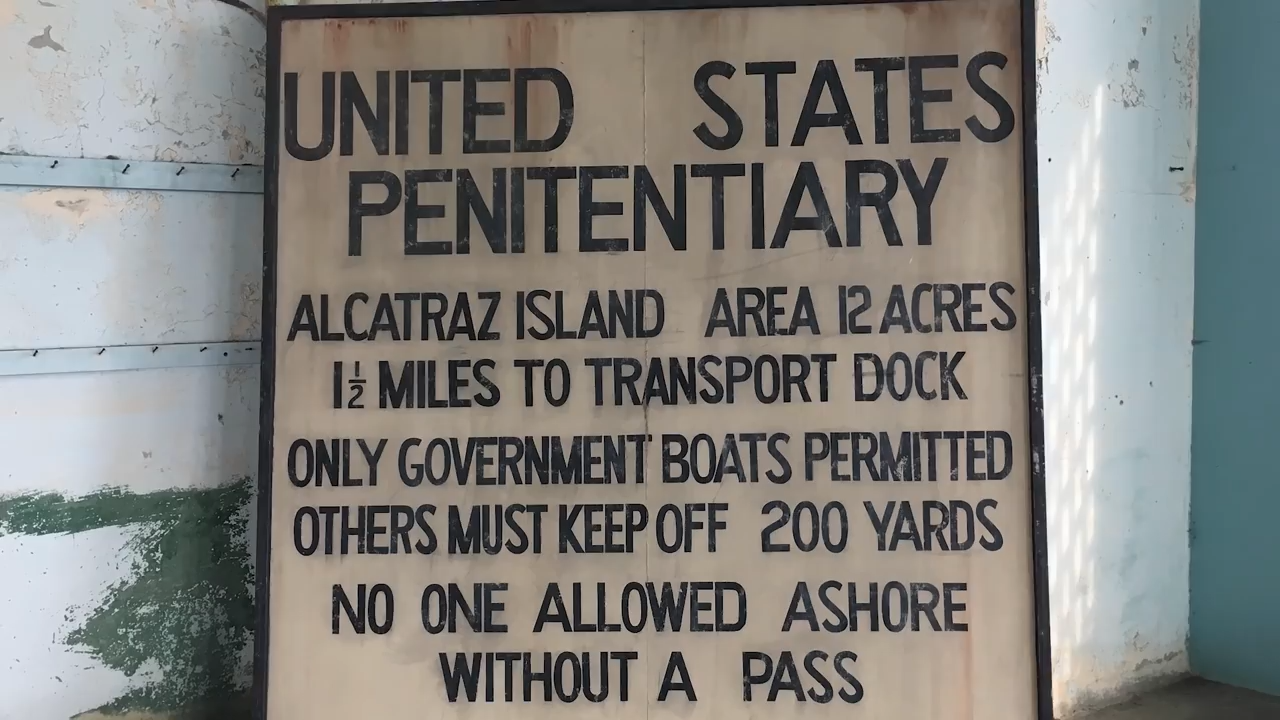 UNITED STATES
PENITENTIARY
ALCATRAZ ISLAND AREA 12 ACRES
1½ MILES TO TRANSPORT DOCK
ONLY GOVERNMENT BOATS PERMITTED
OTHERS MUST KEEP OFF 200 YARDS
NO ONE ALLOWED ASHORE
WITHOUT A PASS